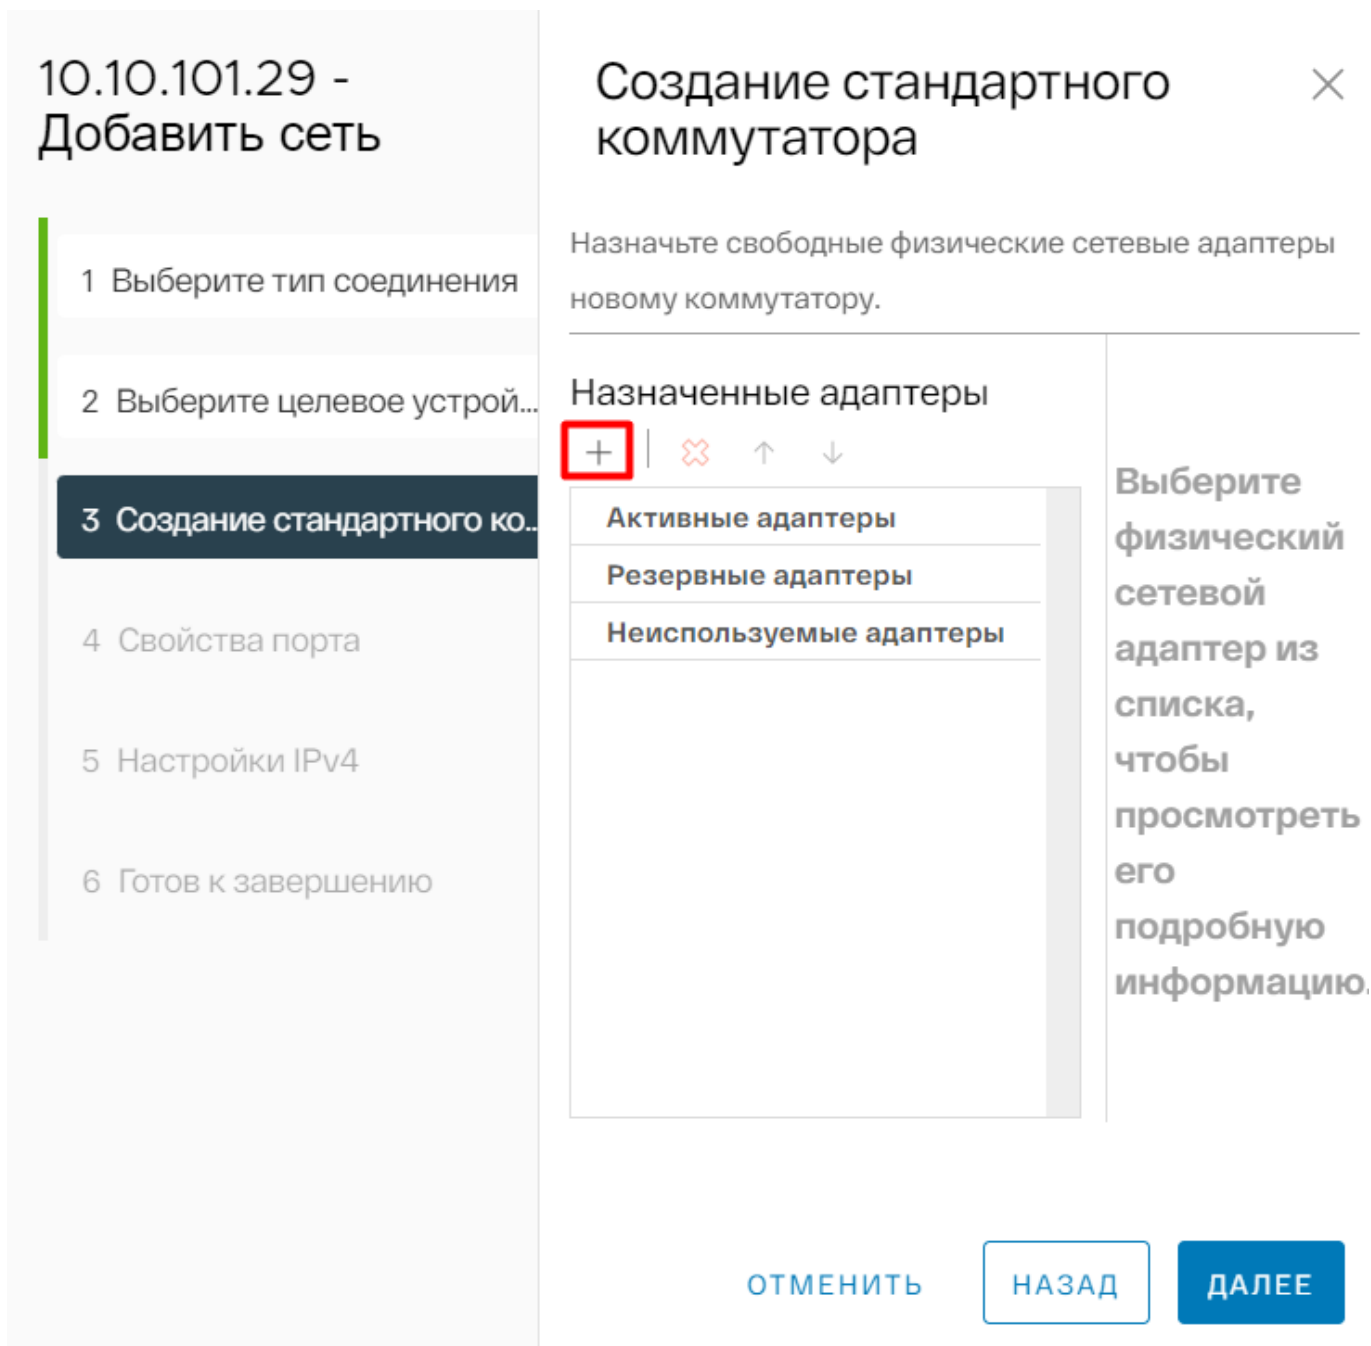 10.10.101.29 -
Добавить сеть
1 Выберите тип соединения
2 Выберите целевое устрой...
3 Создание стандартного ко...
4 Свойства порта
5 Настройки IPv4
6 Готов к завершению
Создание стандартного
коммутатора
Назначьте свободные физические сетевые адаптеры
новому коммутатору.
Назначенные адаптеры
Активные адаптеры
Резервные адаптеры
Неиспользуемые адаптеры
Выберите
физический
сетевой
адаптер из
списка,
чтобы
просмотреть
его
подробную
информацию.
ОТМЕНИТЬ
НАЗАД
ДАЛЕЕ